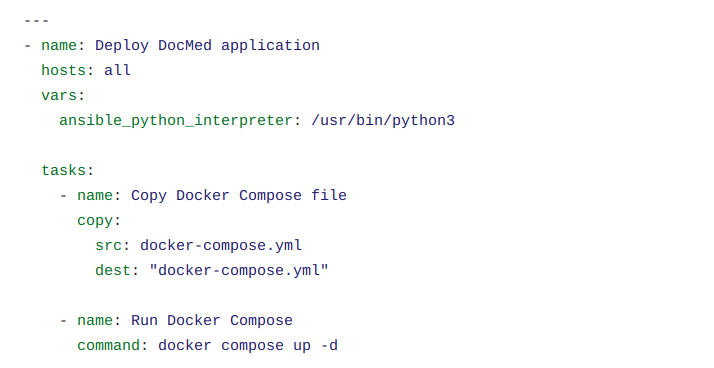 ---
- name: Deploy DocMed application
  hosts: all
  vars:
    ansible_python_interpreter: /usr/bin/python3

  tasks:
    - name: Copy Docker Compose file
      copy:
        src: docker-compose.yml
        dest: "docker-compose.yml"

    - name: Run Docker Compose
      command: docker compose up -d